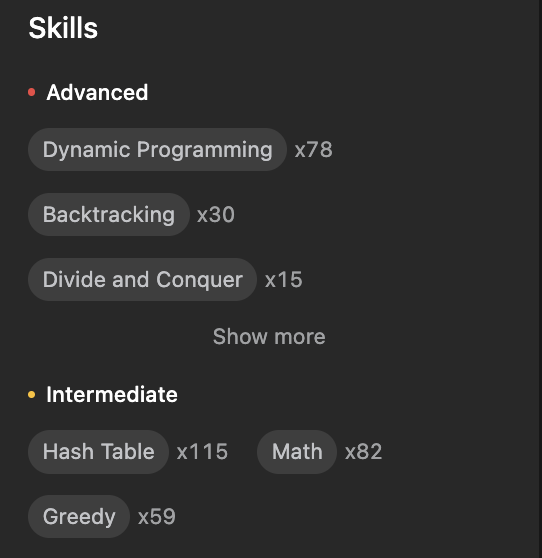 Skills
Advanced
Dynamic Programming x78
Backtracking x30
Divide and Conquer x15
Show more
Intermediate
Hash Table x115 Math x82
Greedy x59